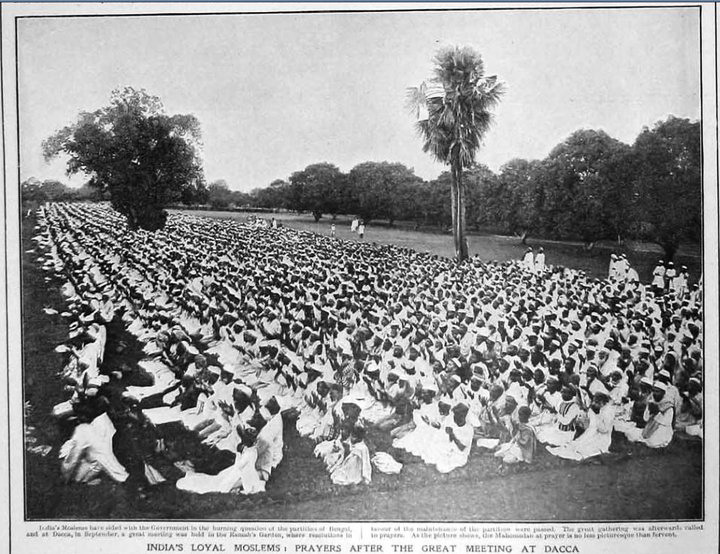 India's Moslems have sided with the Government in the burning question of the partition of Bengal,
and at Dacca, in September, a great meeting was held in the Garden, where resolutions in
favour of the maintenance of the partition were passed. The great gathering was afterwards called
to prayers. As the picture shows, the Mahomedan at prayer is no less picturesque than fervent.
INDIA'S LOYAL MOSLEMS: PRAYERS AFTER THE GREAT MEETING AT DACCA